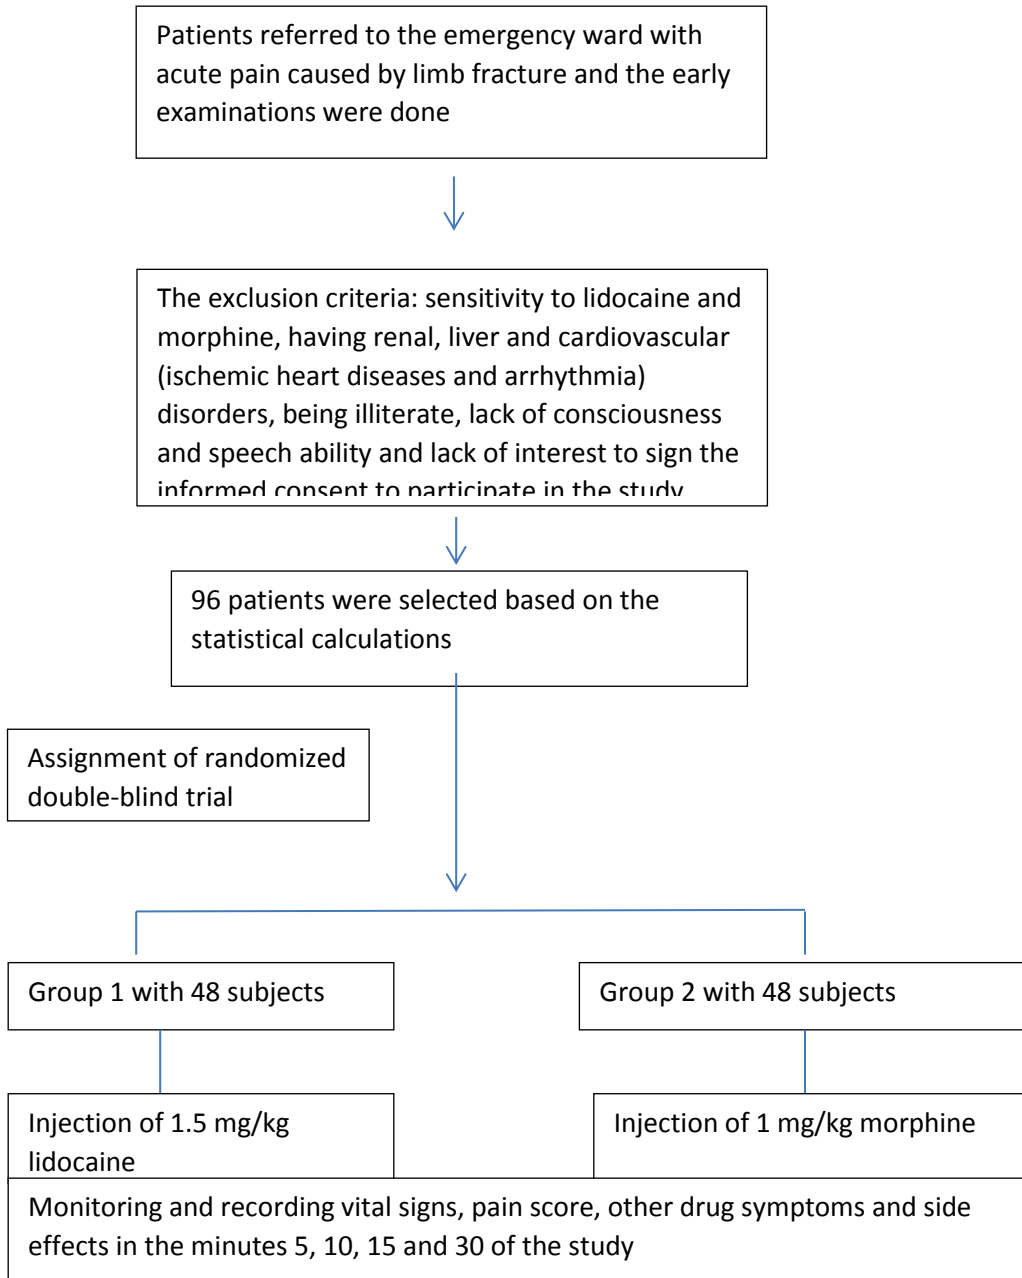 Patients referred to the emergency ward with
acute pain caused by limb fracture and the early
examinations were done
The exclusion criteria: sensitivity to lidocaine and
morphine, having renal, liver and cardiovascular
(ischemic heart diseases and arrhythmia)
disorders, being illiterate, lack of consciousness
and speech ability and lack of interest to sign the
informed consent to participate in the study
96 patients were selected based on the
statistical calculations
Assignment of randomized
double-blind trial
Group 1 with 48 subjects
Group 2 with 48 subjects
Injection of 1.5 mg/kg
lidocaine
Injection of 1 mg/kg morphine
Monitoring and recording vital signs, pain score, other drug symptoms and side
effects in the minutes 5, 10, 15 and 30 of the study